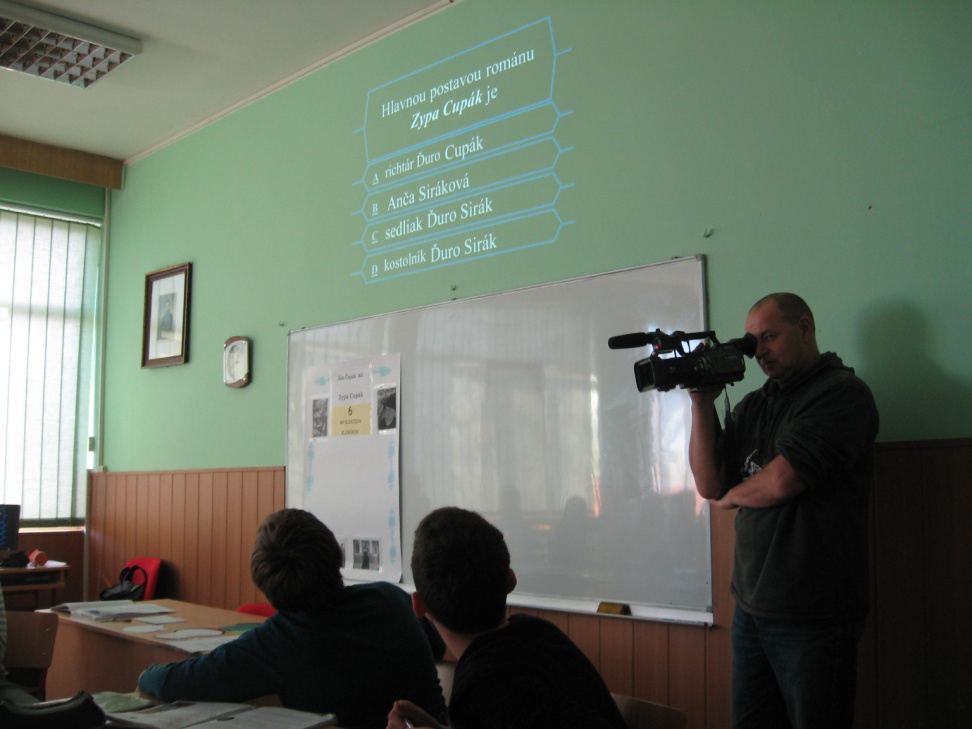 Hlavnou postavou románu
Zypa Cupák je
A richtár Ďuro Cupák
B Anča Siráková
C sedliak Ďuro Sirák
D kostolník Ďuro Sirák
Zypa Cupák
6